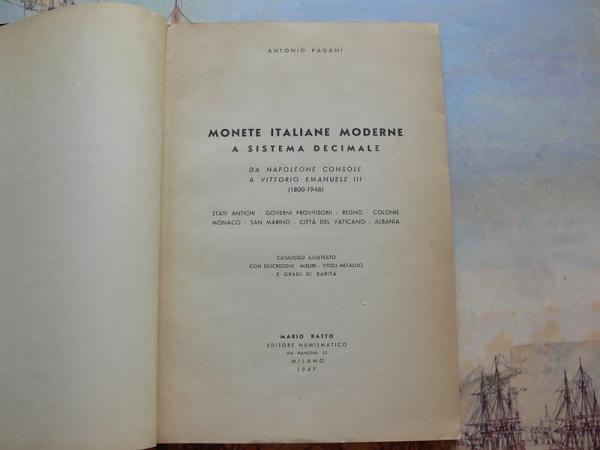 ANTONIO PAGANI
MONETE ITALIANE MODERNE
A SISTEMA DECIMALE
DA NAPOLEONE CONSOLE
A VITTORIO EMANUELE III
(1800-1946)
STATI ANTICHI - GOVERNI PROVVISORII - REGNO - COLONIE
MONACO - SAN MARINO - CITTÀ DEL VATICANO - ALBANIA
CATALOGO ILLUSTRATO
CON DESCRIZIONI - MISURE - TITOLI METALLICI
E GRADI DI RARITÀ
MARIO RATTO
EDITORE NUMISMATICO
VIA MANZONI, 23
MILANO
1947